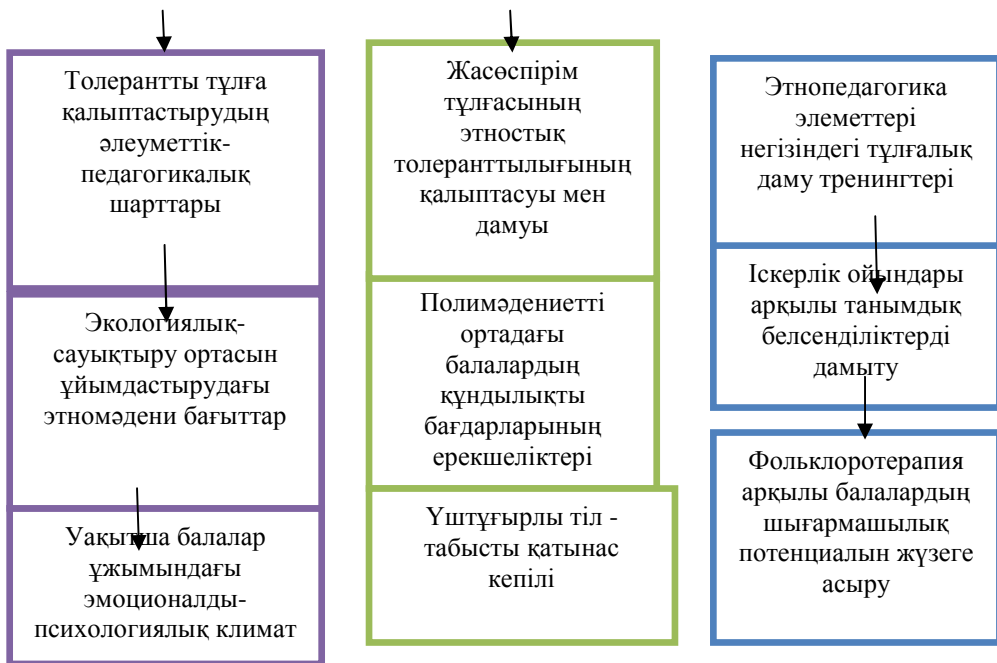 Толерантты тұлға
қалыптастырудың
әлеуметтік-
педагогикалық
шарттары
Экологиялық-
сауықтыру ортасын
ұйымдастырудағы
этномәдени бағыттар
Уақытша балалар
ұжымындағы
эмоционалды-
психологиялық климат
Жасөспірім
тұлғасының
этностық
толеранттылығының
қалыптасуы мен
дамуы
Полимәдениетті
ортадағы
балалардың
құндылықты
бағдарларының
ерекшеліктері
Үштұғырлы тіл -
табысты қатынас
кепілі
Этнопедагогика
элеметтері
негізіндегі тұлғалық
даму тренингтері
Іскерлік ойындары
арқылы танымдық
белсенділіктерді
дамыту
Фольклоротерапия
арқылы балалардың
шығармашылық
потенциалын жүзеге
асыру